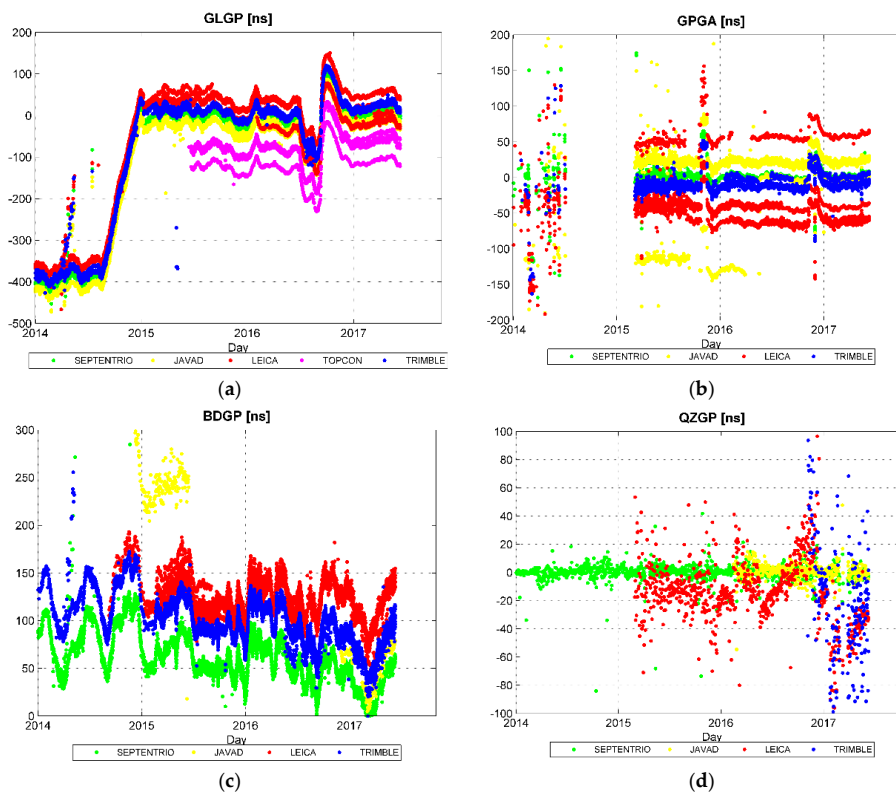 GLGP [ns]
200
100
0
-100
-200
-300
-400
-500
2014 2015 2016 2017
Day
SEPTENTRIO JAVAD LEICA TOPCON TRIMBLE
(a)
GPGA [ns]
200
150
100
50
0
-50
-100
-150
-200
2014 2015 2016 2017
Day
SEPTENTRIO JAVAD LEICA TRIMBLE
(b)
BDGP [ns]
300
250
200
150
100
50
0
2014 2015 2016 2017
Day
SEPTENTRIO JAVAD LEICA TRIMBLE
(c)
QZGP [ns]
100
80
60
40
20
0
-20
-40
-60
-80
-100
2014 2015 2016 2017
Day
SEPTENTRIO JAVAD LEICA TRIMBLE
(d)